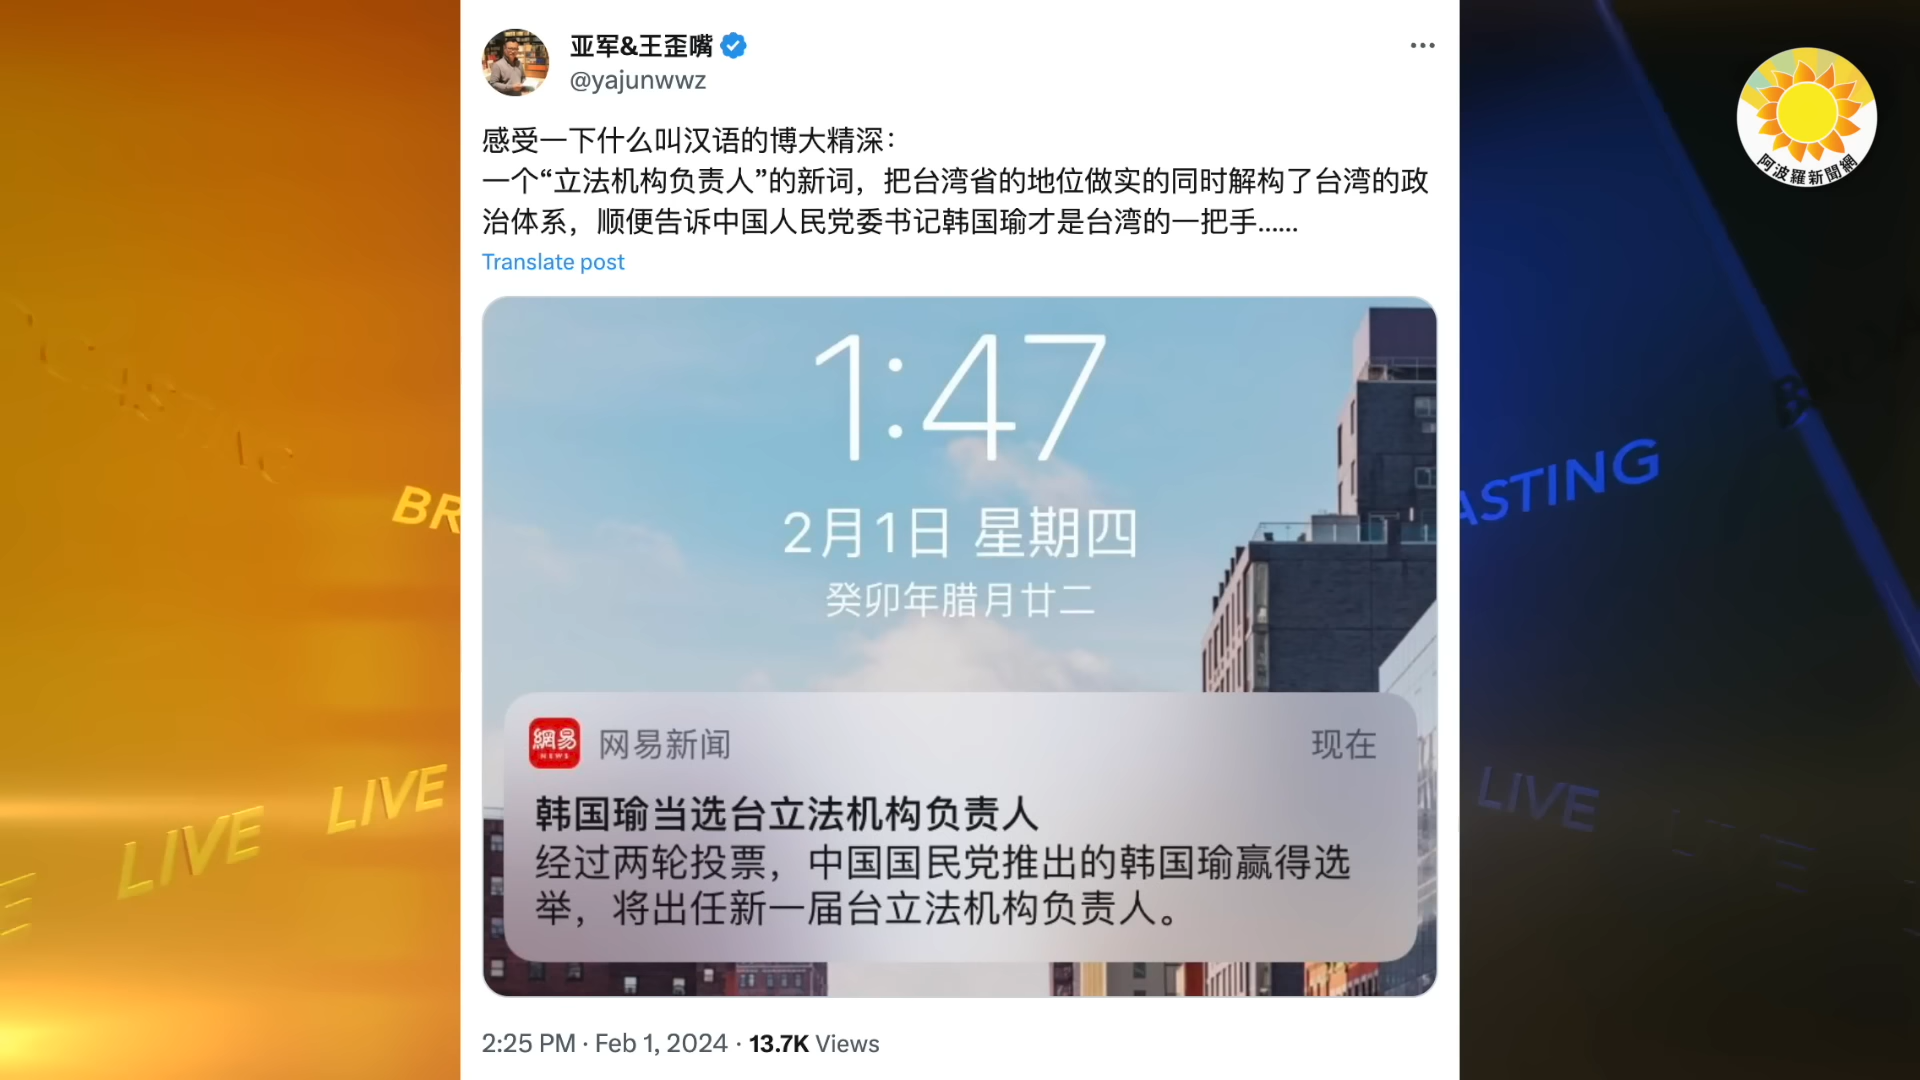 亚军&王歪嘴
@yajunwwz
阿波羅新聞網
感受一下什么叫汉语的博大精深：
一个“立法机构负责人”的新词，把台湾省的地位做实的同时解构了台湾的政
治体系，顺便告诉中国人民党委书记韩国瑜才是台湾的一把手......
Translate post
1:47
2月1日 星期四
癸卯年腊月廿二
BR
ASTING
網易
NEWS
网易新闻
现在
韩国瑜当选台立法机构负责人
经过两轮投票，中国国民党推出的韩国瑜赢得选
举，将出任新一届台立法机构负责人。
LIVE
LIVE
LIVE
2:25 PM · Feb 1, 2024 · 13.7K Views